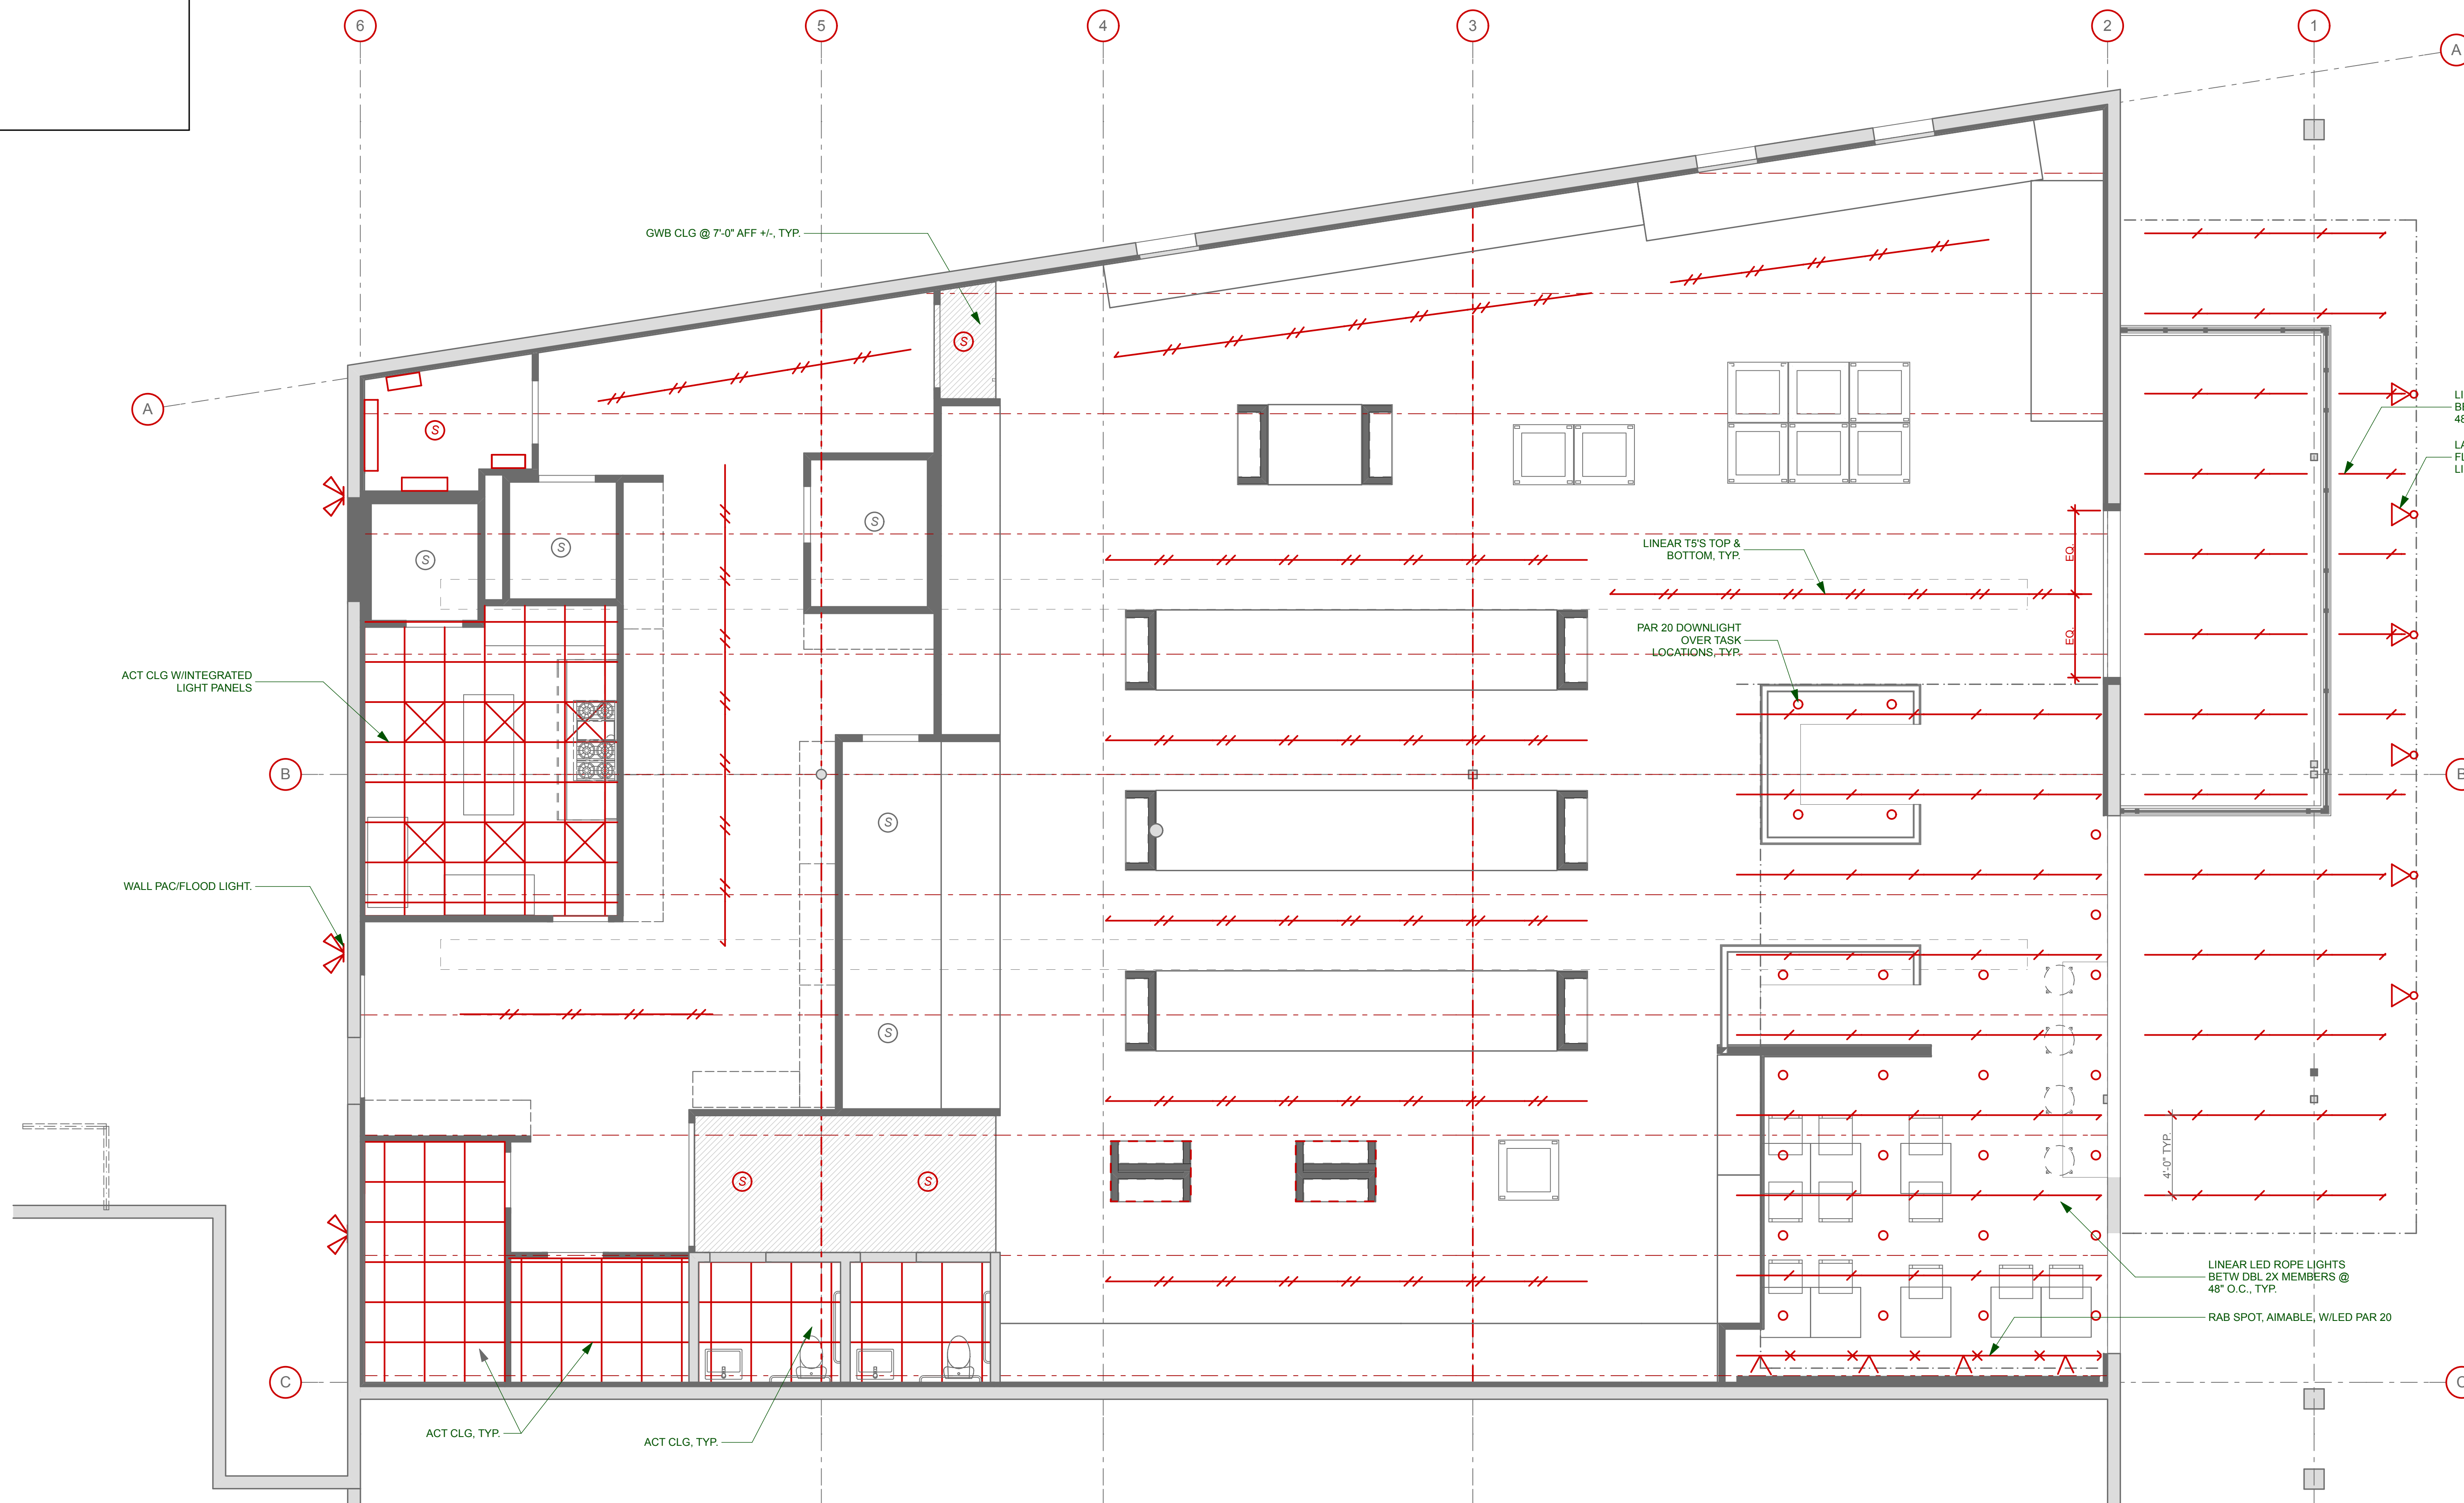 6
5
4
3
2
1
A
GWB CLG @ 7'-0" AFF +/-, TYP.
S
A
S
S
S
S
LINEAR T5'S TOP &
BOTTOM, TYP.
EQ.
EQ.
PAR 20 DOWNLIGHT
OVER TASK
LOCATIONS, TYP.
ACT CLG W/INTEGRATED
LIGHT PANELS
B
B
S
WALL PAC/FLOOD LIGHT.
S
S
S
4'-0" TYP.
LINEAR LED ROPE LIGHTS
BETW DBL 2X MEMBERS @
48" O.C., TYP.
RAB SPOT, AIMABLE, W/LED PAR 20
C
C
ACT CLG, TYP.
ACT CLG, TYP.